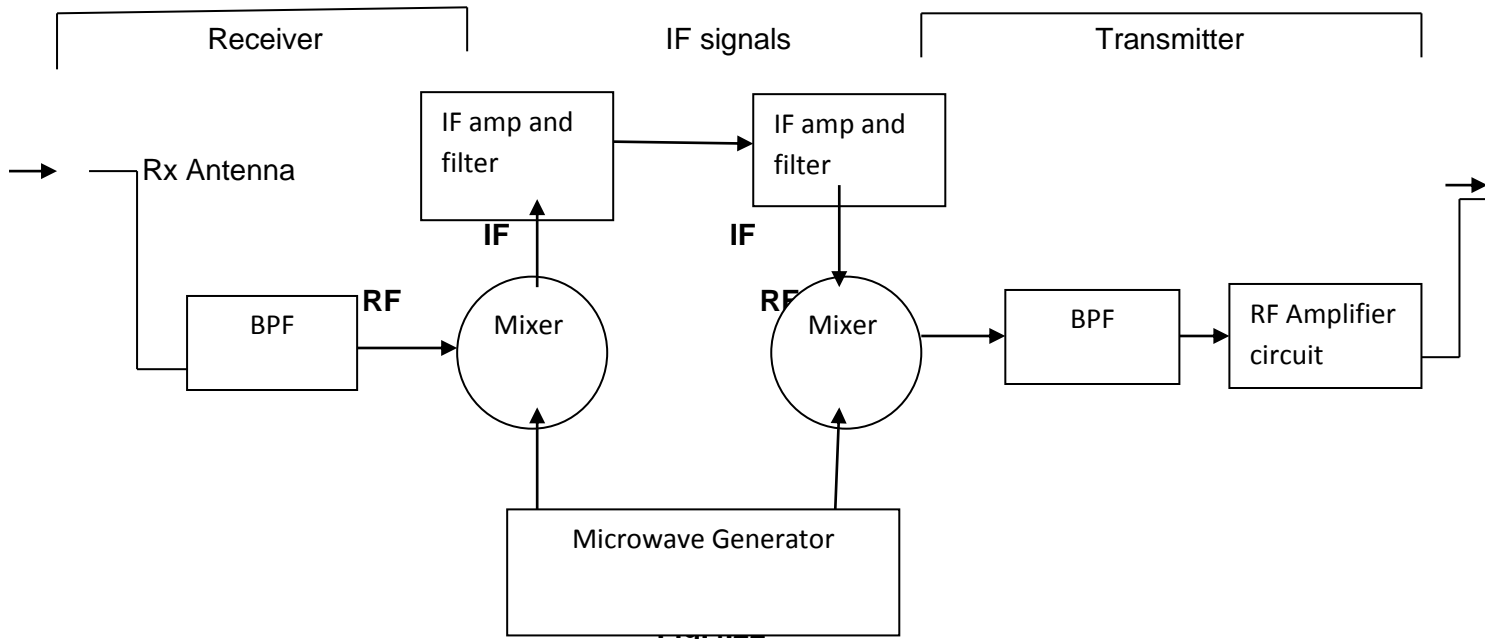 Receiver
IF signals
Transmitter
IF amp and
filter
IF amp and
filter
Rx Antenna
IF
IF
RF
RF
BPF
Mixer
Mixer
BPF
RF Amplifier
circuit
Microwave Generator